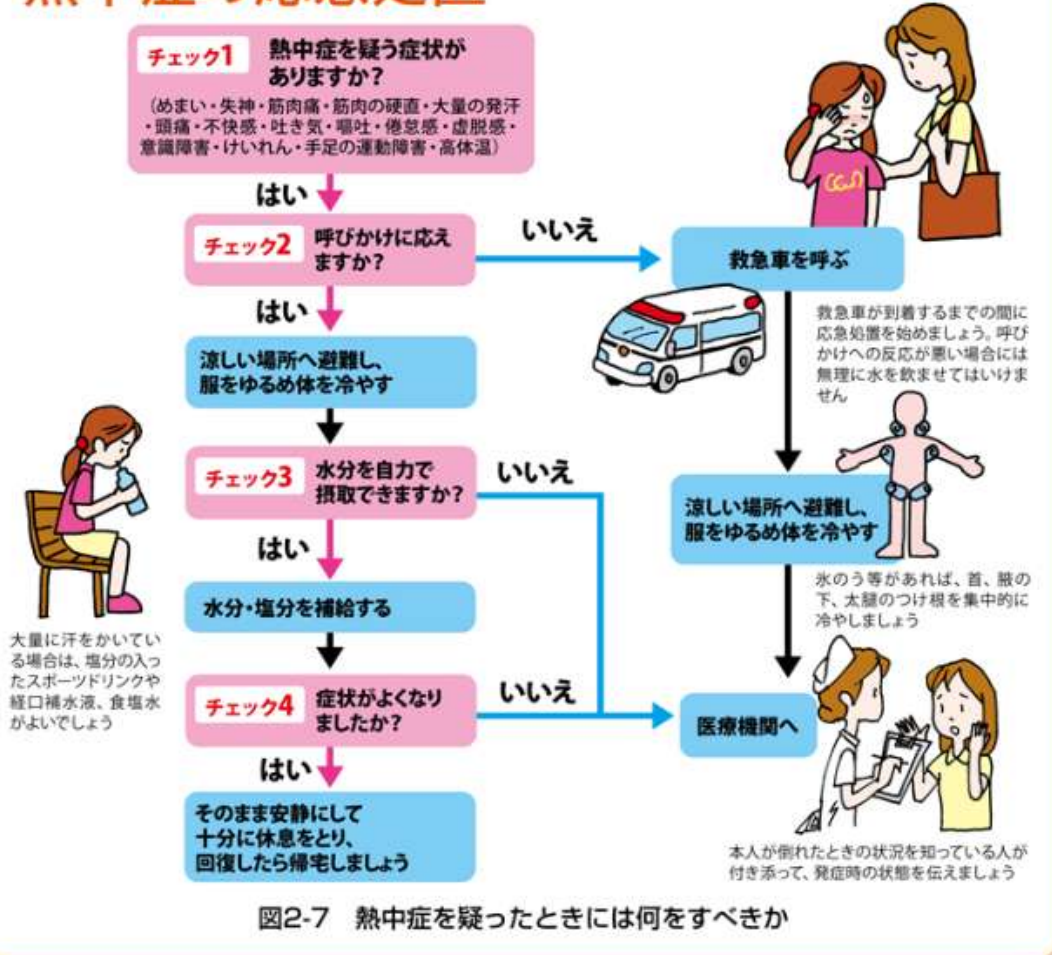 チェック1
熱中症を疑う症状が
ありますか?
(めまい・失神・筋肉痛・筋肉の硬直・大量の発汗
・頭痛・不快感・吐き気・嘔吐・倦怠感・虚脱感・
意識障害・けいれん・手足の運動障害・高体温)
はい
チェック2
呼びかけに応え
ますか?
いいえ
救急車を呼ぶ
救急車が到着するまでの間に
応急処置を始めましょう。呼び
かけへの反応が悪い場合には
無理に水を飲ませてはいけま
せん
はい
涼しい場所へ避難し、
服をゆるめ体を冷やす
チェック3
水分を自力で
摂取できますか?
いいえ
涼しい場所へ避難し、
服をゆるめ体を冷やす
氷のう等があれば、首、腋の
下、太腿のつけ根を集中的に
冷やしましょう
はい
水分・塩分を補給する
大量に汗をかいてい
る場合は、塩分の入っ
たスポーツドリンクや
経口補水液、食塩水
がよいでしょう
チェック4
症状がよくなり
ましたか?
いいえ
医療機関へ
はい
そのまま安静にして
十分に休息をとり、
回復したら帰宅しましょう
本人が倒れたときの状況を知っている人が
付き添って、発症時の状態を伝えましょう
図2-7 熱中症を疑ったときには何をすべきか